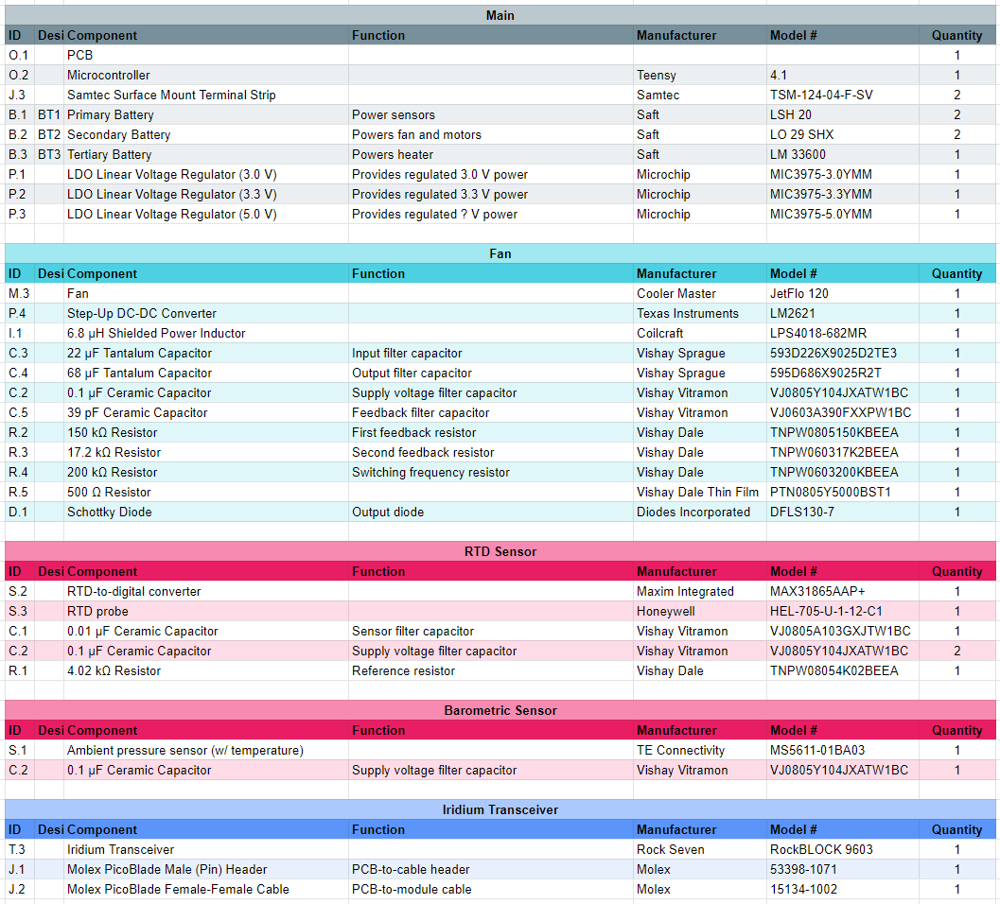 Main
ID Desi Component Function Manufacturer Model # Quantity
O.1 PCB 1
O.2 Microcontroller Teensy 4.1 1
J.3 Samtec Surface Mount Terminal Strip Samtec TSM-124-04-F-SV 2
B.1 BT1 Primary Battery Power sensors Saft LSH 20 2
B.2 BT2 Secondary Battery Powers fan and motors Saft LO 29 SHX 2
B.3 BT3 Tertiary Battery Powers heater Saft LM 33600 1
P.1 LDO Linear Voltage Regulator (3.0 V) Provides regulated 3.0 V power Microchip MIC3975-3.0YMM 1
P.2 LDO Linear Voltage Regulator (3.3 V) Provides regulated 3.3 V power Microchip MIC3975-3.3YMM 1
P.3 LDO Linear Voltage Regulator (5.0 V) Provides regulated ? V power Microchip MIC3975-5.0YMM 1
Fan
ID Desi Component Function Manufacturer Model # Quantity
M.3 Fan Cooler Master JetFlo 120 1
P.4 Step-Up DC-DC Converter Texas Instruments LM2621 1
I.1 6.8 µH Shielded Power Inductor Coilcraft LPS4018-682MR 1
C.3 22 µF Tantalum Capacitor Input filter capacitor Vishay Sprague 593D226X9025D2TE3 1
C.4 68 µF Tantalum Capacitor Output filter capacitor Vishay Sprague 595D686X9025R2T 1
C.2 0.1 µF Ceramic Capacitor Supply voltage filter capacitor Vishay Vitramon VJ0805Y104JXATW1BC 1
C.5 39 pF Ceramic Capacitor Feedback filter capacitor Vishay Vitramon VJ0603A390FXXPW1BC 1
R.2 150 kΩ Resistor First feedback resistor Vishay Dale TNPW0805150KBEEA 1
R.3 17.2 kΩ Resistor Second feedback resistor Vishay Dale TNPW060317K2BEEA 1
R.4 200 kΩ Resistor Switching frequency resistor Vishay Dale TNPW0603200KBEEA 1
R.5 500 Ω Resistor Vishay Dale Thin Film PTN0805Y5000BST1 1
D.1 Schottky Diode Output diode Diodes Incorporated DFLS130-7 1
RTD Sensor
ID Desi Component Function Manufacturer Model # Quantity
S.2 RTD-to-digital converter Maxim Integrated MAX31865AAP+ 1
S.3 RTD probe Honeywell HEL-705-U-1-12-C1 1
C.1 0.01 µF Ceramic Capacitor Sensor filter capacitor Vishay Vitramon VJ0805A103GXJTW1BC 1
C.2 0.1 µF Ceramic Capacitor Supply voltage filter capacitor Vishay Vitramon VJ0805Y104JXATW1BC 2
R.1 4.02 kΩ Resistor Reference resistor Vishay Dale TNPW08054K02BEEA 1
Barometric Sensor
ID Desi Component Function Manufacturer Model # Quantity
S.1 Ambient pressure sensor (w/ temperature) TE Connectivity MS5611-01BA03 1
C.2 0.1 µF Ceramic Capacitor Supply voltage filter capacitor Vishay Vitramon VJ0805Y104JXATW1BC 1
Iridium Transceiver
ID Desi Component Function Manufacturer Model # Quantity
T.3 Iridium Transceiver Rock Seven RockBLOCK 9603 1
J.1 Molex PicoBlade Male (Pin) Header PCB-to-cable header Molex 53398-1071 1
J.2 Molex PicoBlade Female-Female Cable PCB-to-module cable Molex 15134-1002 1